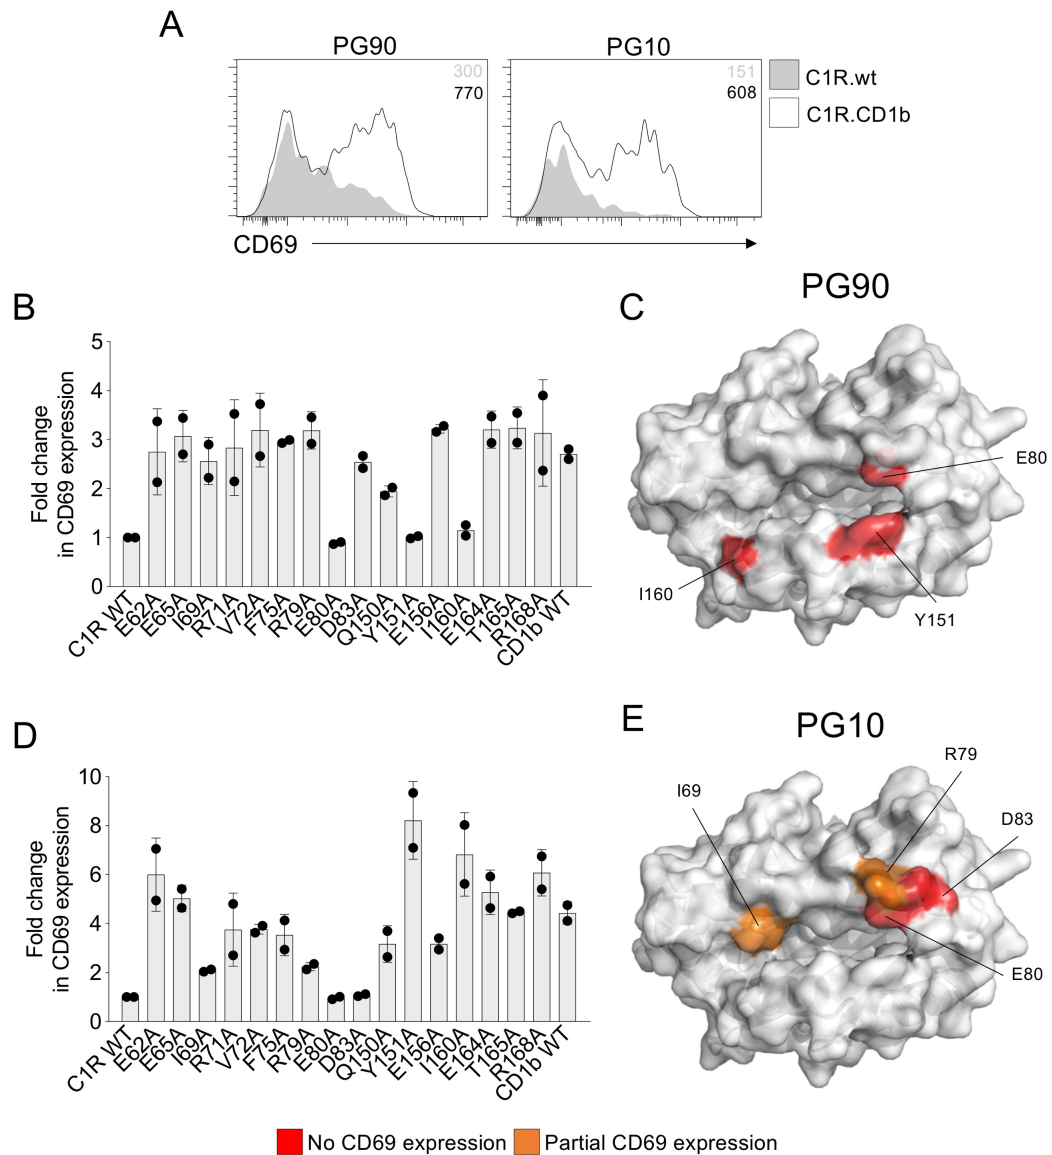 A
PG90
PG10
300
770
151
608
C1R.wt
C1R.CD1b
CD69
B
Fold change
in CD69 expression
5
4
3
2
1
0
C1R WT
E62A
E65A
I69A
R71A
V72A
F75A
R79A
E80A
D83A
Q150A
Y151A
E156A
I160A
E164A
T165A
R168A
CD1b WT
C
PG90
E80
I160
Y151
D
Fold change
in CD69 expression
10
8
6
4
2
0
C1R WT
E62A
E65A
I69A
R71A
V72A
F75A
R79A
E80A
D83A
Q150A
Y151A
E156A
I160A
E164A
T165A
R168A
CD1b WT
E
PG10
R79
I69
D83
E80
No CD69 expression
Partial CD69 expression